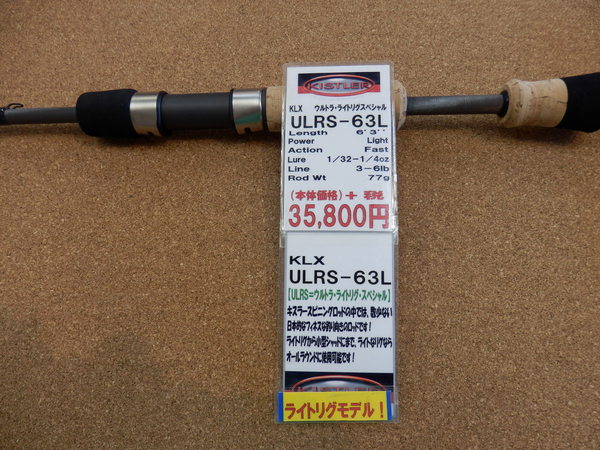 KISTLER
KLX ウルトラ・ライトリグスペシャル
ULRS-63L
Length 6'3''
Power Light
Action Fast
Lure 1/32-1/4oz
Line 3-6lb
Rod Wt 77g
(本体価格)+税
35,800円
KLX
ULRS-63L
【ULRS=ウルトラ・ライトリグ・スペシャル】
キスラースピニングロッドの中では、数少ない
日本的なフィネスな釣り向きのロッドです!
ライトリグから小型シャッドにまで、ライトなリグなら
オールラウンドに使用可能です!
KISTLER
ライトリグモデル!